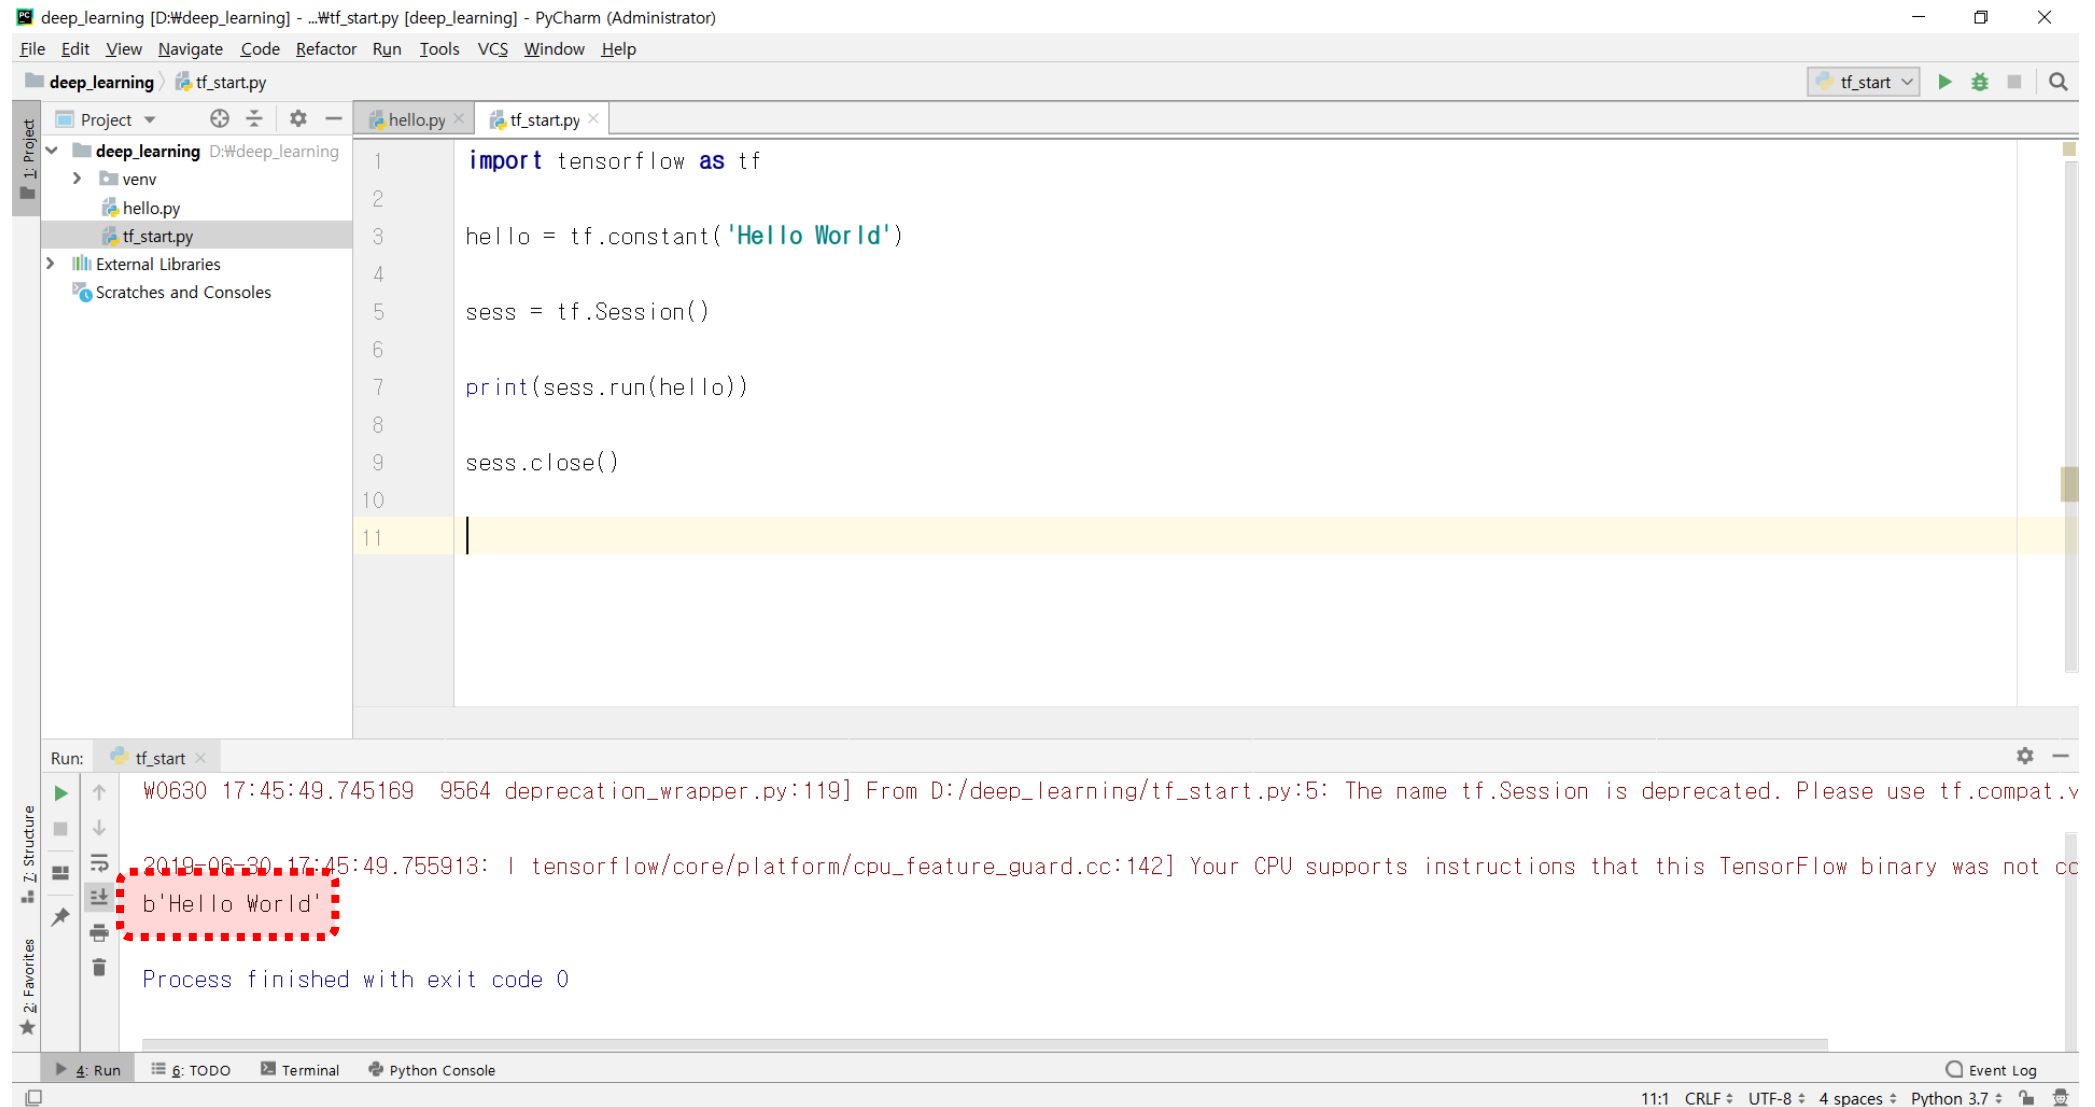 deep_learning [D:₩deep_learning] - ...₩tf_start.py [deep_learning] - PyCharm (Administrator)
File Edit View Navigate Code Refactor Run Tools VCS Window Help
deep_learning tf_start.py
tf_start
1: Project
Project
hello.py
tf_start.py
deep_learning D:₩deep_learning
venv
hello.py
tf_start.py
External Libraries
Scratches and Consoles
1 import tensorflow as tf
2
3 hello = tf.constant('Hello World')
4
5 sess = tf.Session()
6
7 print(sess.run(hello))
8
9 sess.close()
10
11
Run: tf_start
W0630 17:45:49.745169 9564 deprecation_wrapper.py:119] From D:/deep_learning/tf_start.py:5: The name tf.Session is deprecated. Please use tf.compat.v
2019-06-30 17:45:49.755913: I tensorflow/core/platform/cpu_feature_guard.cc:142] Your CPU supports instructions that this TensorFlow binary was not co
b'Hello World'
Process finished with exit code 0
Z: Structure
2: Favorites
4: Run 6: TODO Terminal Python Console
Event Log
11:1 CRLF UTF-8 4 spaces Python 3.7